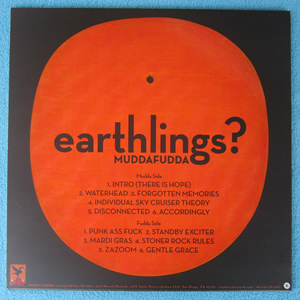 earthlings?
MUDDAFUDDA
Mudda Side
1. INTRO (THERE IS HOPE)
2. WATERHEAD 3. FORGOTTEN MEMORIES
4. INDIVIDUAL SKY CRUISER THEORY
5. DISCONNECTED 6. ACCORDINGLY
Fudda Side
1. PUNK ASS FUCK 2. STANDBY EXCITER
3. MARDI GRAS 4. STONER ROCK RULES
5. ZAZOOM 6. GENTLE GRACE